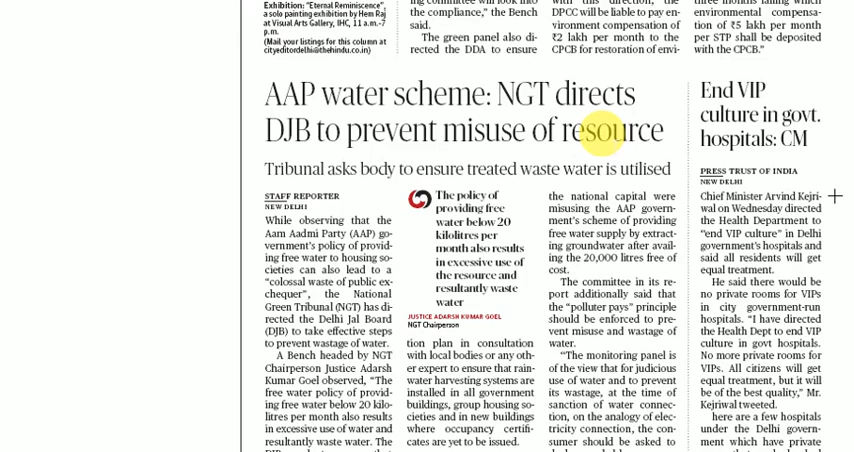 Exhibition: "Eternal Reminiscence",
a solo painting exhibition by Hem Raj
at Visual Arts Gallery, IHC, 11 a.m.-7
p.m.
(Mail your listings for this column at
cityeditordelhi@thehindu.co.in)
ing committee will look into
the compliance," the Bench
said.
The green panel also di-
rected the DDA to ensure
with this direction, the
DPCC will be liable to pay en-
vironment compensation of
₹2 lakh per month to the
CPCB for restoration of envi-
three months failing which
environmental compensa-
tion of ₹5 lakh per month
per STP shall be deposited
with the CPCB."
AAP water scheme: NGT directs
DJB to prevent misuse of resource
Tribunal asks body to ensure treated waste water is utilised
STAFF REPORTER
NEW DELHI
While observing that the
Aam Aadmi Party (AAP) go-
vernment's policy of provid-
ing free water to housing so-
cieties can also lead to a
"colossal waste of public ex-
chequer", the National
Green Tribunal (NGT) has di-
rected the Delhi Jal Board
(DJB) to take effective steps
to prevent wastage of water.
A Bench headed by NGT
Chairperson Justice Adarsh
Kumar Goel observed, "The
free water policy of provid-
ing free water below 20 kilo-
litres per month also results
in excessive use of water and
resultantly waste water. The
The policy of
providing free
water below 20
kilolitres per
month also results
in excessive use of
the resource and
resultantly waste
water
JUSTICE ADARSH KUMAR GOEL
NGT Chairperson
tion plan in consultation
with local bodies or any oth-
er expert to ensure that rain-
water harvesting systems are
installed in all government
buildings, group housing so-
cieties and in new buildings
where occupancy certifi-
cates are yet to be issued.
the national capital were
misusing the AAP govern-
ment's scheme of providing
free water supply by extract-
ing groundwater after avail-
ing the 20,000 litres free of
cost.
The committee in its re-
port additionally said that
the "polluter pays" principle
should be enforced to pre-
vent misuse and wastage of
water.
"The monitoring panel is
of the view that for judicious
use of water and to prevent
its wastage, at the time of
sanction of water connec-
tion, on the analogy of elec-
tricity connection, the con-
sumer should be asked to
End VIP
culture in govt.
hospitals: CM
PRESS TRUST OF INDIA
NEW DELHI
Chief Minister Arvind Kejri-
wal on Wednesday directed
the Health Department to
"end VIP culture" in Delhi
government's hospitals and
said all residents will get
equal treatment.
He said there would be
no private rooms for VIPs
in city government-run
hospitals. "I have directed
the Health Dept to end VIP
culture in govt hospitals.
No more private rooms for
VIPs. All citizens will get
equal treatment, but it will
be of the best quality," Mr.
Kejriwal tweeted.
here are a few hospitals
under the Delhi govern-
ment which have private